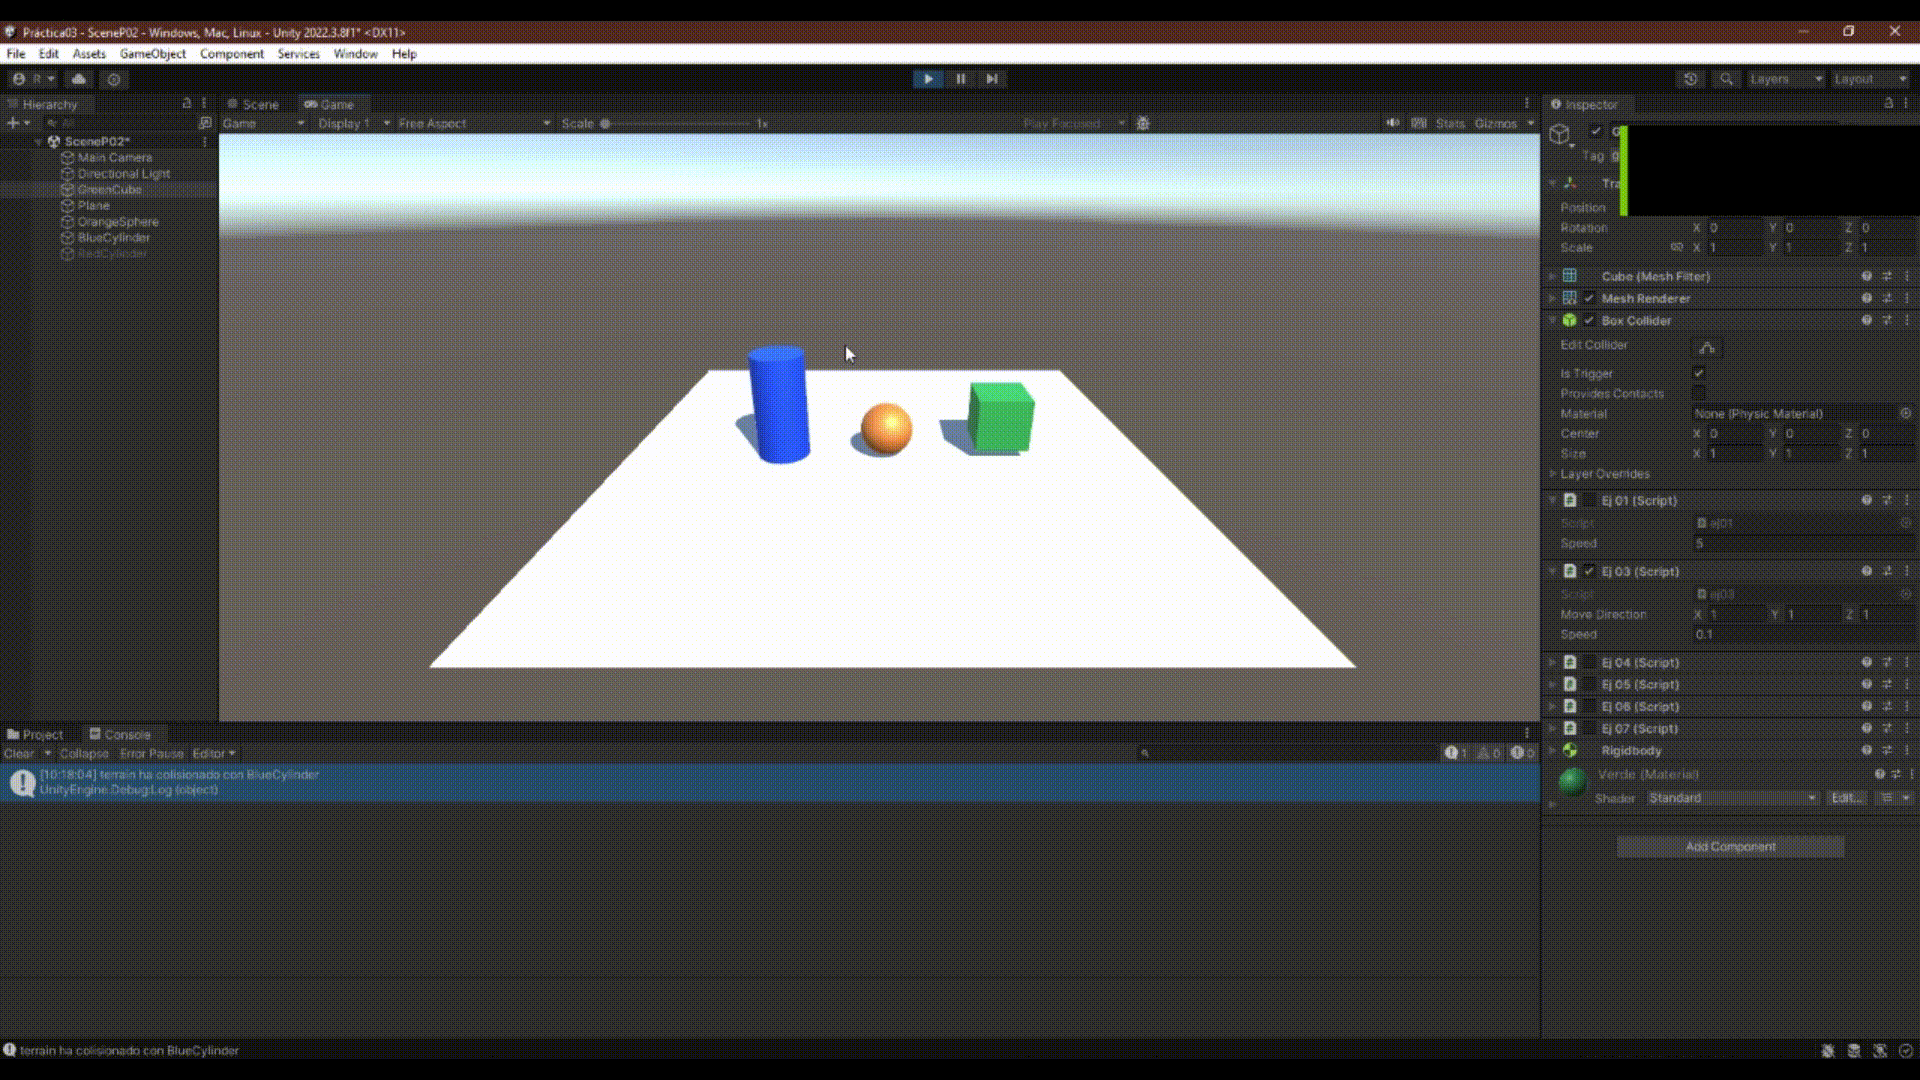 Práctica03 - SceneP02 - Windows, Mac, Linux - Unity 2022.3.8f1* <DX11>
File Edit Assets GameObject Component Services Window Help
R Layers Layout
Hierarchy Scene Game Inspector
All Game Display 1 Free Aspect Scale 1x Play Focused Stats Gizmos
SceneP02*
Main Camera
Directional Light
GreenCube
Plane
OrangeSphere
BlueCylinder
RedCylinder
Tag
Position
Rotation X 0 Y 0 Z 0
Scale X 1 Y 1 Z 1
Cube (Mesh Filter)
Mesh Renderer
Box Collider
Edit Collider
Is Trigger
Provides Contacts
Material None (Physic Material)
Center X 0 Y 0 Z 0
Size X 1 Y 1 Z 1
Layer Overrides
Ej 01 (Script)
Script ej01
Speed 5
Ej 03 (Script)
Script ej03
Move Direction X 1 Y 1 Z 1
Speed 0.1
Ej 04 (Script)
Ej 05 (Script)
Ej 06 (Script)
Ej 07 (Script)
Rigidbody
Verde (Material)
Shader Standard Edit...
Add Component
Project Console
Clear Collapse Error Pause Editor 1 0 0
[10:18:04] terrain ha colisionado con BlueCylinder
UnityEngine.Debug:Log (object)
terrain ha colisionado con BlueCylinder